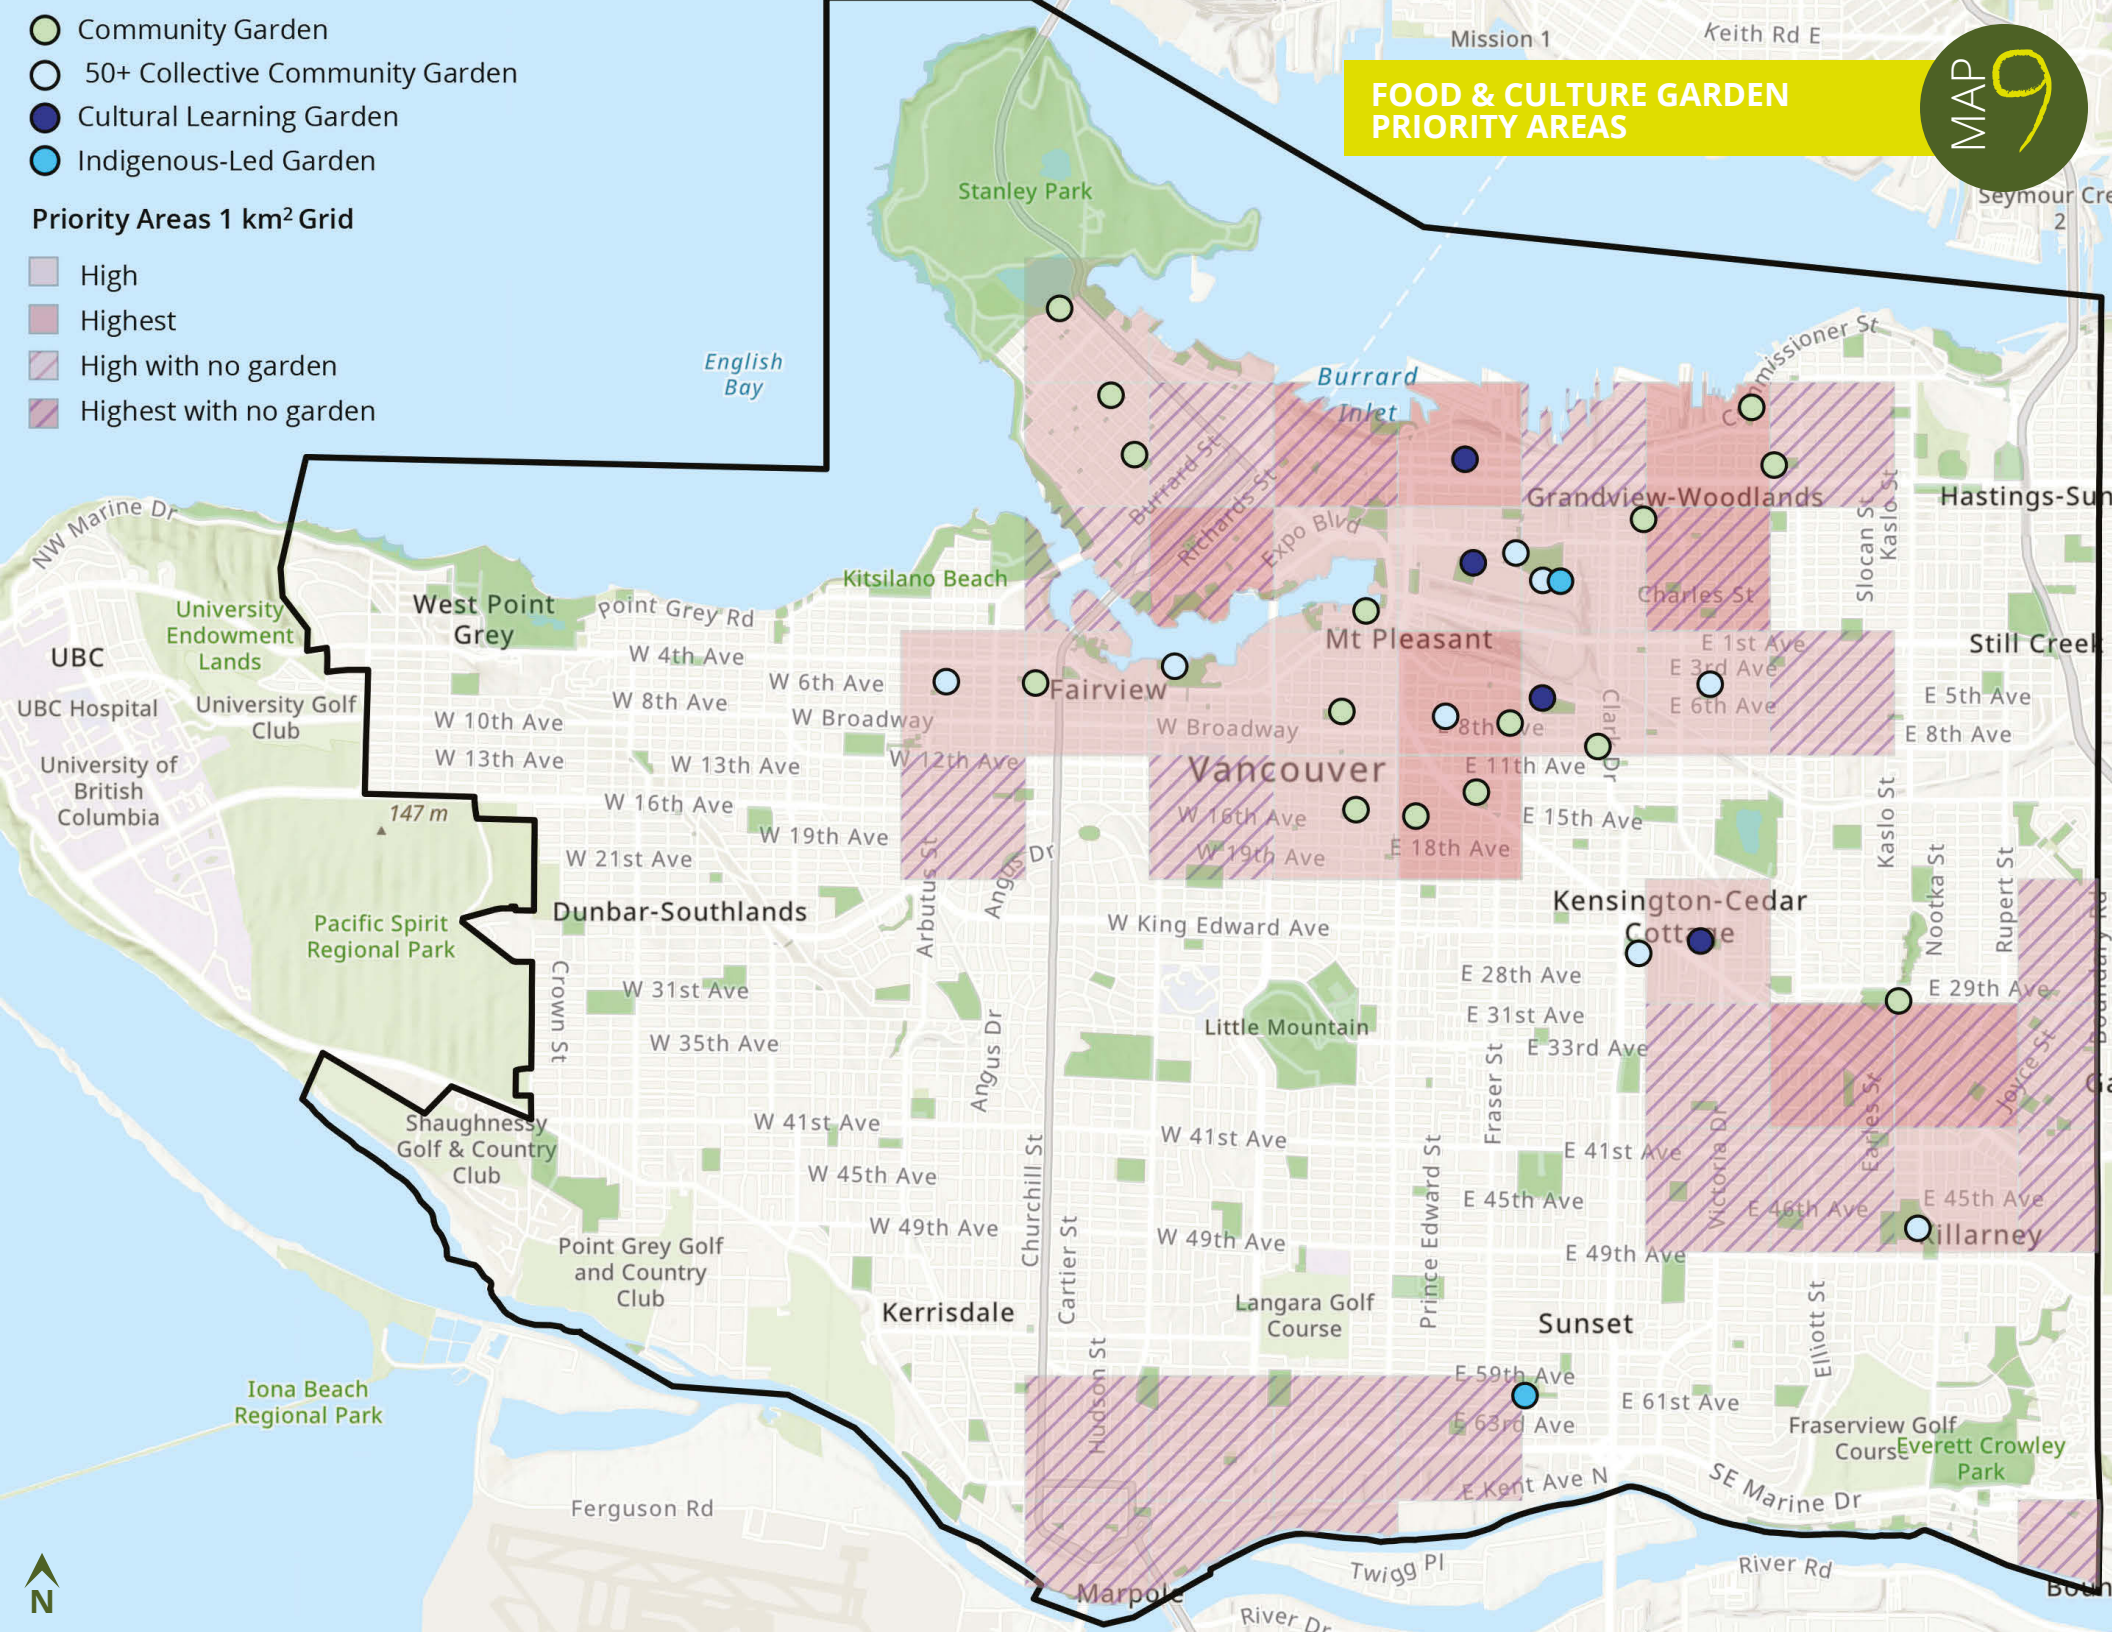 Community Garden
50+ Collective Community Garden
Cultural Learning Garden
Indigenous-Led Garden
Priority Areas 1 km² Grid
High
Highest
High with no garden
Highest with no garden
FOOD & CULTURE GARDEN
PRIORITY AREAS
MAP
9
Mission 1
Keith Rd E
Seymour Cre
2
Stanley Park
English
Bay
Burrard
Inlet
Commissioner St
Burrard St
Richards St
Expo Blvd
Grandview-Woodlands
Slocan St
Kaslo St
Hastings-Sun
NW Marine Dr
Kitsilano Beach
University
Endowment
Lands
West Point
Grey
Point Grey Rd
Charles St
UBC
W 4th Ave
Mt Pleasant
E 1st Ave
Still Creek
E 3rd Ave
UBC Hospital
University Golf
Club
W 6th Ave
W 8th Ave
Fairview
E 6th Ave
E 5th Ave
W 10th Ave
W Broadway
W Broadway
E 8th Ave
Clark Dr
E 8th Ave
W 13th Ave
W 13th Ave
W 12th Ave
Vancouver
E 11th Ave
University of
British
Columbia
147 m
W 16th Ave
W 16th Ave
E 15th Ave
Kaslo St
W 19th Ave
W 21st Ave
W 19th Ave
E 18th Ave
Arbutus St
Angus Dr
Nootka St
Rupert St
Dunbar-Southlands
W King Edward Ave
Kensington-Cedar
Cottage
Boundary Rd
Pacific Spirit
Regional Park
Crown St
W 31st Ave
E 28th Ave
E 29th Ave
Little Mountain
E 31st Ave
W 35th Ave
Angus Dr
E 33rd Ave
Fraser St
Joyce St
Ga
Earles St
Victoria Dr
Shaughnessy
Golf & Country
Club
W 41st Ave
W 41st Ave
E 41st Ave
W 45th Ave
Churchill St
Prince Edward St
E 45th Ave
E 46th Ave
E 45th Ave
W 49th Ave
Cartier St
W 49th Ave
E 49th Ave
Killarney
Point Grey Golf
and Country
Club
Kerrisdale
Langara Golf
Course
Sunset
Elliott St
Hudson St
E 59th Ave
Iona Beach
Regional Park
E 61st Ave
E 63rd Ave
Fraserview Golf
Course
Everett Crowley
Park
E Kent Ave N
SE Marine Dr
Ferguson Rd
Twigg Pl
River Rd
Marpole
Boun
River Dr
N